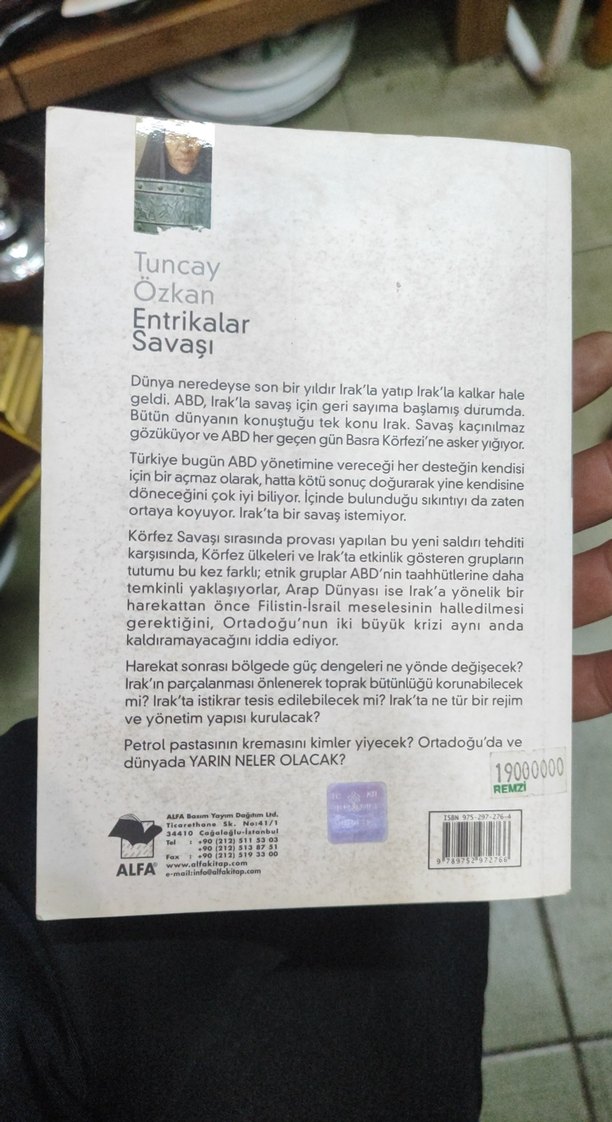 Tuncay
Özkan
Entrikalar
Savaşı
Dünya neredeyse son bir yıldır Irak'la yatıp Irak'la kalkar hale
geldi. ABD, Irak'la savaş için geri sayıma başlamış durumda.
Bütün dünyanın konuştuğu tek konu Irak. Savaş kaçınılmaz
gözüküyor ve ABD her geçen gün Basra Körfezi'ne asker yığıyor.
Türkiye bugün ABD yönetimine vereceği her desteğin kendisi
için bir açmaz olarak, hatta kötü sonuç doğurarak yine kendisine
döneceğini çok iyi biliyor. İçinde bulunduğu sıkıntıyı da zaten
ortaya koyuyor. Irak'ta bir savaş istemiyor.
Körfez Savaşı sırasında provası yapılan bu yeni saldırı tehditi
karşısında, Körfez ülkeleri ve Irak'ta etkinlik gösteren grupların
tutumu bu kez farklı; etnik gruplar ABD'nin taahhütlerine daha
temkinli yaklaşıyorlar, Arap Dünyası ise Irak'a yönelik bir
harekattan önce Filistin-İsrail meselesinin halledilmesi
gerektiğini, Ortadoğu'nun iki büyük krizi aynı anda
kaldıramayacağını iddia ediyor.
Harekat sonrası bölgede güç dengeleri ne yönde değişecek?
Irak'ın parçalanması önlenerek toprak bütünlüğü korunabilecek
mi? Irak'ta istikrar tesis edilebilecek mi? Irak'ta ne tür bir rejim
ve yönetim yapısı kurulacak?
Petrol pastasının kremasını kimler yiyecek? Ortadoğu'da ve
dünyada YARIN NELER OLACAK?
19000000
REMZİ
ALFA Basım Yayım Dağıtım Ltd.
Ticarethane Sk. No:41/1
34410 Cağaloğlu-İstanbul
Tel : +90 (212) 511 53 03
+90 (212) 513 87 51
Fax : +90 (212) 519 33 00
www.alfakitap.com
e-mail:info@alfakitap.com
ALFA®
ISBN 975-297-276-4
9789752972766